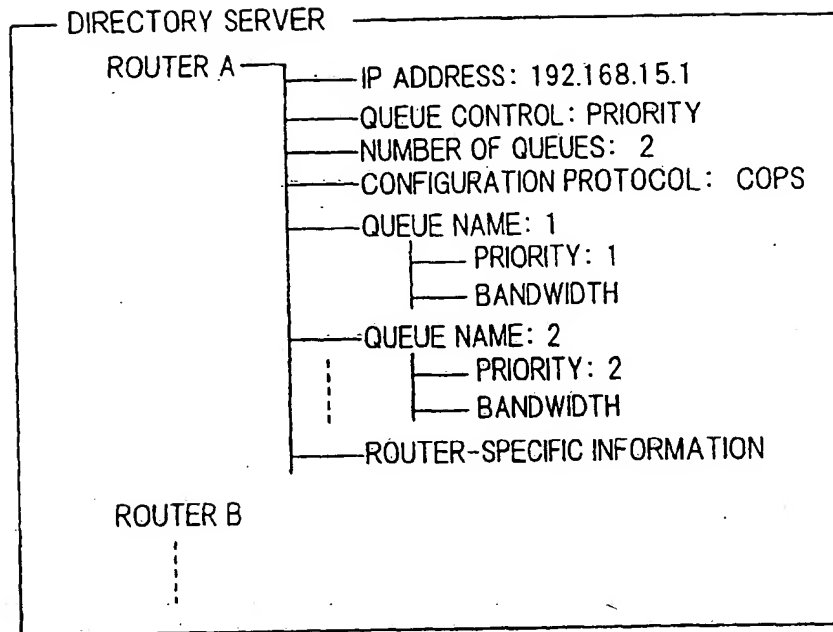 DIRECTORY SERVER
ROUTER A
IP ADDRESS: 192.168.15.1
QUEUE CONTROL: PRIORITY
NUMBER OF QUEUES: 2
CONFIGURATION PROTOCOL: COPS
QUEUE NAME: 1
PRIORITY: 1
BANDWIDTH
QUEUE NAME: 2
PRIORITY: 2
BANDWIDTH
ROUTER-SPECIFIC INFORMATION
ROUTER B